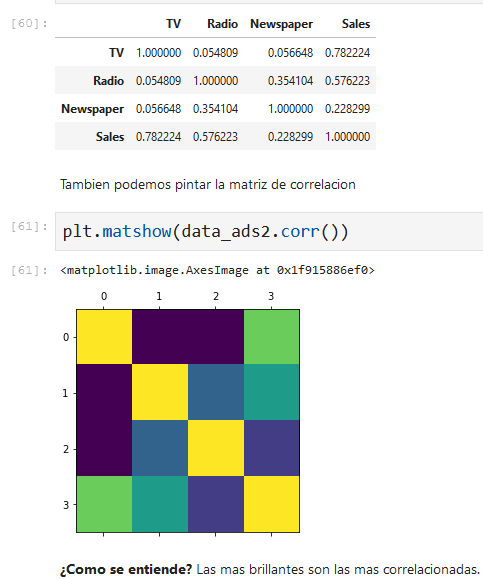 [60]:
TV Radio Newspaper Sales
TV 1.000000 0.054809 0.056648 0.782224
Radio 0.054809 1.000000 0.354104 0.576223
Newspaper 0.056648 0.354104 1.000000 0.228299
Sales 0.782224 0.576223 0.228299 1.000000
Tambien podemos pintar la matriz de correlacion
[61]: plt.matshow(data_ads2.corr())
[61]: <matplotlib.image.AxesImage at 0x1f915886ef0>
0 1 2 3
0
1
2
3
¿Como se entiende? Las mas brillantes son las mas correlacionadas.